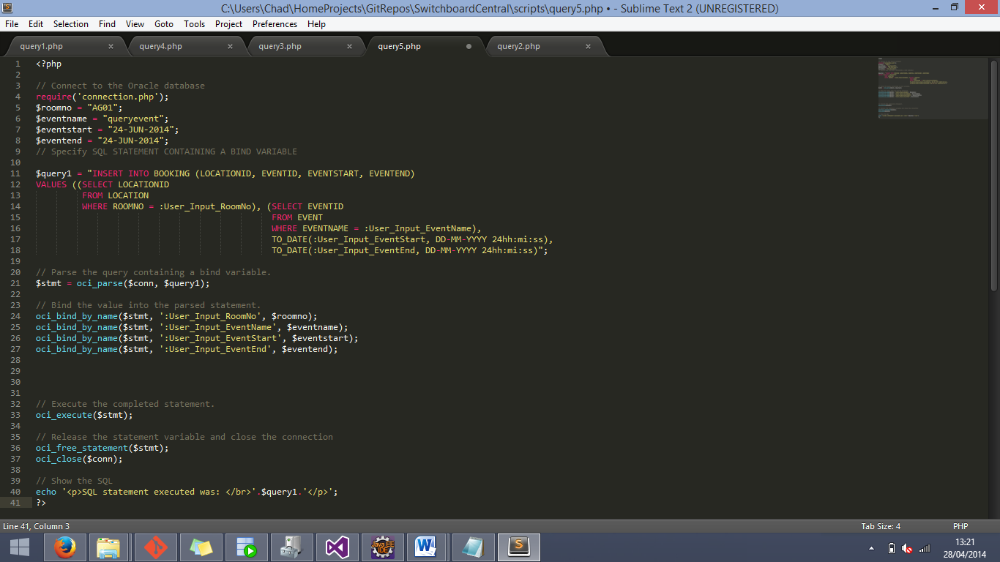 C:\Users\Chad\HomeProjects\GitRepos\SwitchboardCentral\scripts\query5.php • - Sublime Text 2 (UNREGISTERED)
File Edit Selection Find View Goto Tools Project Preferences Help
query1.php query4.php query3.php query5.php query2.php
1 <?php
2
3 // Connect to the Oracle database
4 require('connection.php');
5 $roomno = "AG01";
6 $eventname = "queryevent";
7 $eventstart = "24-JUN-2014";
8 $eventend = "24-JUN-2014";
9 // Specify SQL STATEMENT CONTAINING A BIND VARIABLE
10
11 $query1 = "INSERT INTO BOOKING (LOCATIONID, EVENTID, EVENTSTART, EVENTEND)
12 VALUES ((SELECT LOCATIONID
13 FROM LOCATION
14 WHERE ROOMNO = :User_Input_RoomNo), (SELECT EVENTID
15 FROM EVENT
16 WHERE EVENTNAME = :User_Input_EventName),
17 TO_DATE(:User_Input_EventStart, DD-MM-YYYY 24hh:mi:ss),
18 TO_DATE(:User_Input_EventEnd, DD-MM-YYYY 24hh:mi:ss)";
19
20 // Parse the query containing a bind variable.
21 $stmt = oci_parse($conn, $query1);
22
23 // Bind the value into the parsed statement.
24 oci_bind_by_name($stmt, ':User_Input_RoomNo', $roomno);
25 oci_bind_by_name($stmt, ':User_Input_EventName', $eventname);
26 oci_bind_by_name($stmt, ':User_Input_EventStart', $eventstart);
27 oci_bind_by_name($stmt, ':User_Input_EventEnd', $eventend);
28
29
30
31
32 // Execute the completed statement.
33 oci_execute($stmt);
34
35 // Release the statement variable and close the connection
36 oci_free_statement($stmt);
37 oci_close($conn);
38
39 // Show the SQL
40 echo '<p>SQL statement executed was: </br>'.$query1.'</p>';
41 ?>
Line 41, Column 3 Tab Size: 4 PHP
Java EE
IDE
13:21
28/04/2014